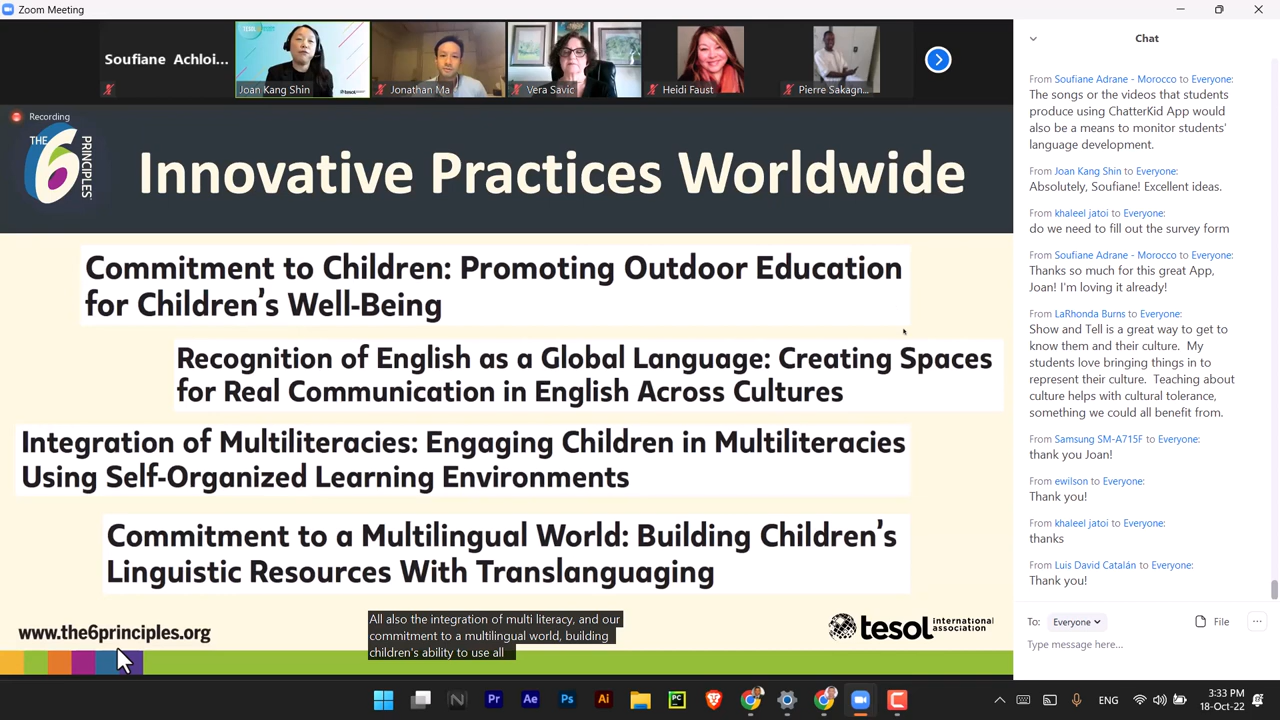 Zoom Meeting
Soufiane Achloi...
Joan Kang Shin
Jonathan Ma
Vera Savic
Heidi Faust
Pierre Sakagn...
Recording
THE 6 PRINCIPLES
Innovative Practices Worldwide
Commitment to Children: Promoting Outdoor Education
for Children's Well-Being
Recognition of English as a Global Language: Creating Spaces
for Real Communication in English Across Cultures
Integration of Multiliteracies: Engaging Children in Multiliteracies
Using Self-Organized Learning Environments
Commitment to a Multilingual World: Building Children's
Linguistic Resources With Translanguaging
www.the6principles.org
All also the integration of multi literacy, and our
commitment to a multilingual world, building
children's ability to use all
tesol international
association
Chat
From Soufiane Adrane - Morocco to Everyone:
The songs or the videos that students
produce using ChatterKid App would
also be a means to monitor students'
language development.
From Joan Kang Shin to Everyone:
Absolutely, Soufiane! Excellent ideas.
From khaleel jatoi to Everyone:
do we need to fill out the survey form
From Soufiane Adrane - Morocco to Everyone:
Thanks so much for this great App,
Joan! I'm loving it already!
From LaRhonda Burns to Everyone:
Show and Tell is a great way to get to
know them and their culture. My
students love bringing things in to
represent their culture. Teaching about
culture helps with cultural tolerance,
something we could all benefit from.
From Samsung SM-A715F to Everyone:
thank you Joan!
From ewilson to Everyone:
Thank you!
From khaleel jatoi to Everyone:
thanks
From Luis David Catalán to Everyone:
Thank you!
To: Everyone
File
Type message here...
N
Pr
Ae
Ps
Ai
PC
C
ENG
3:33 PM
18-Oct-22